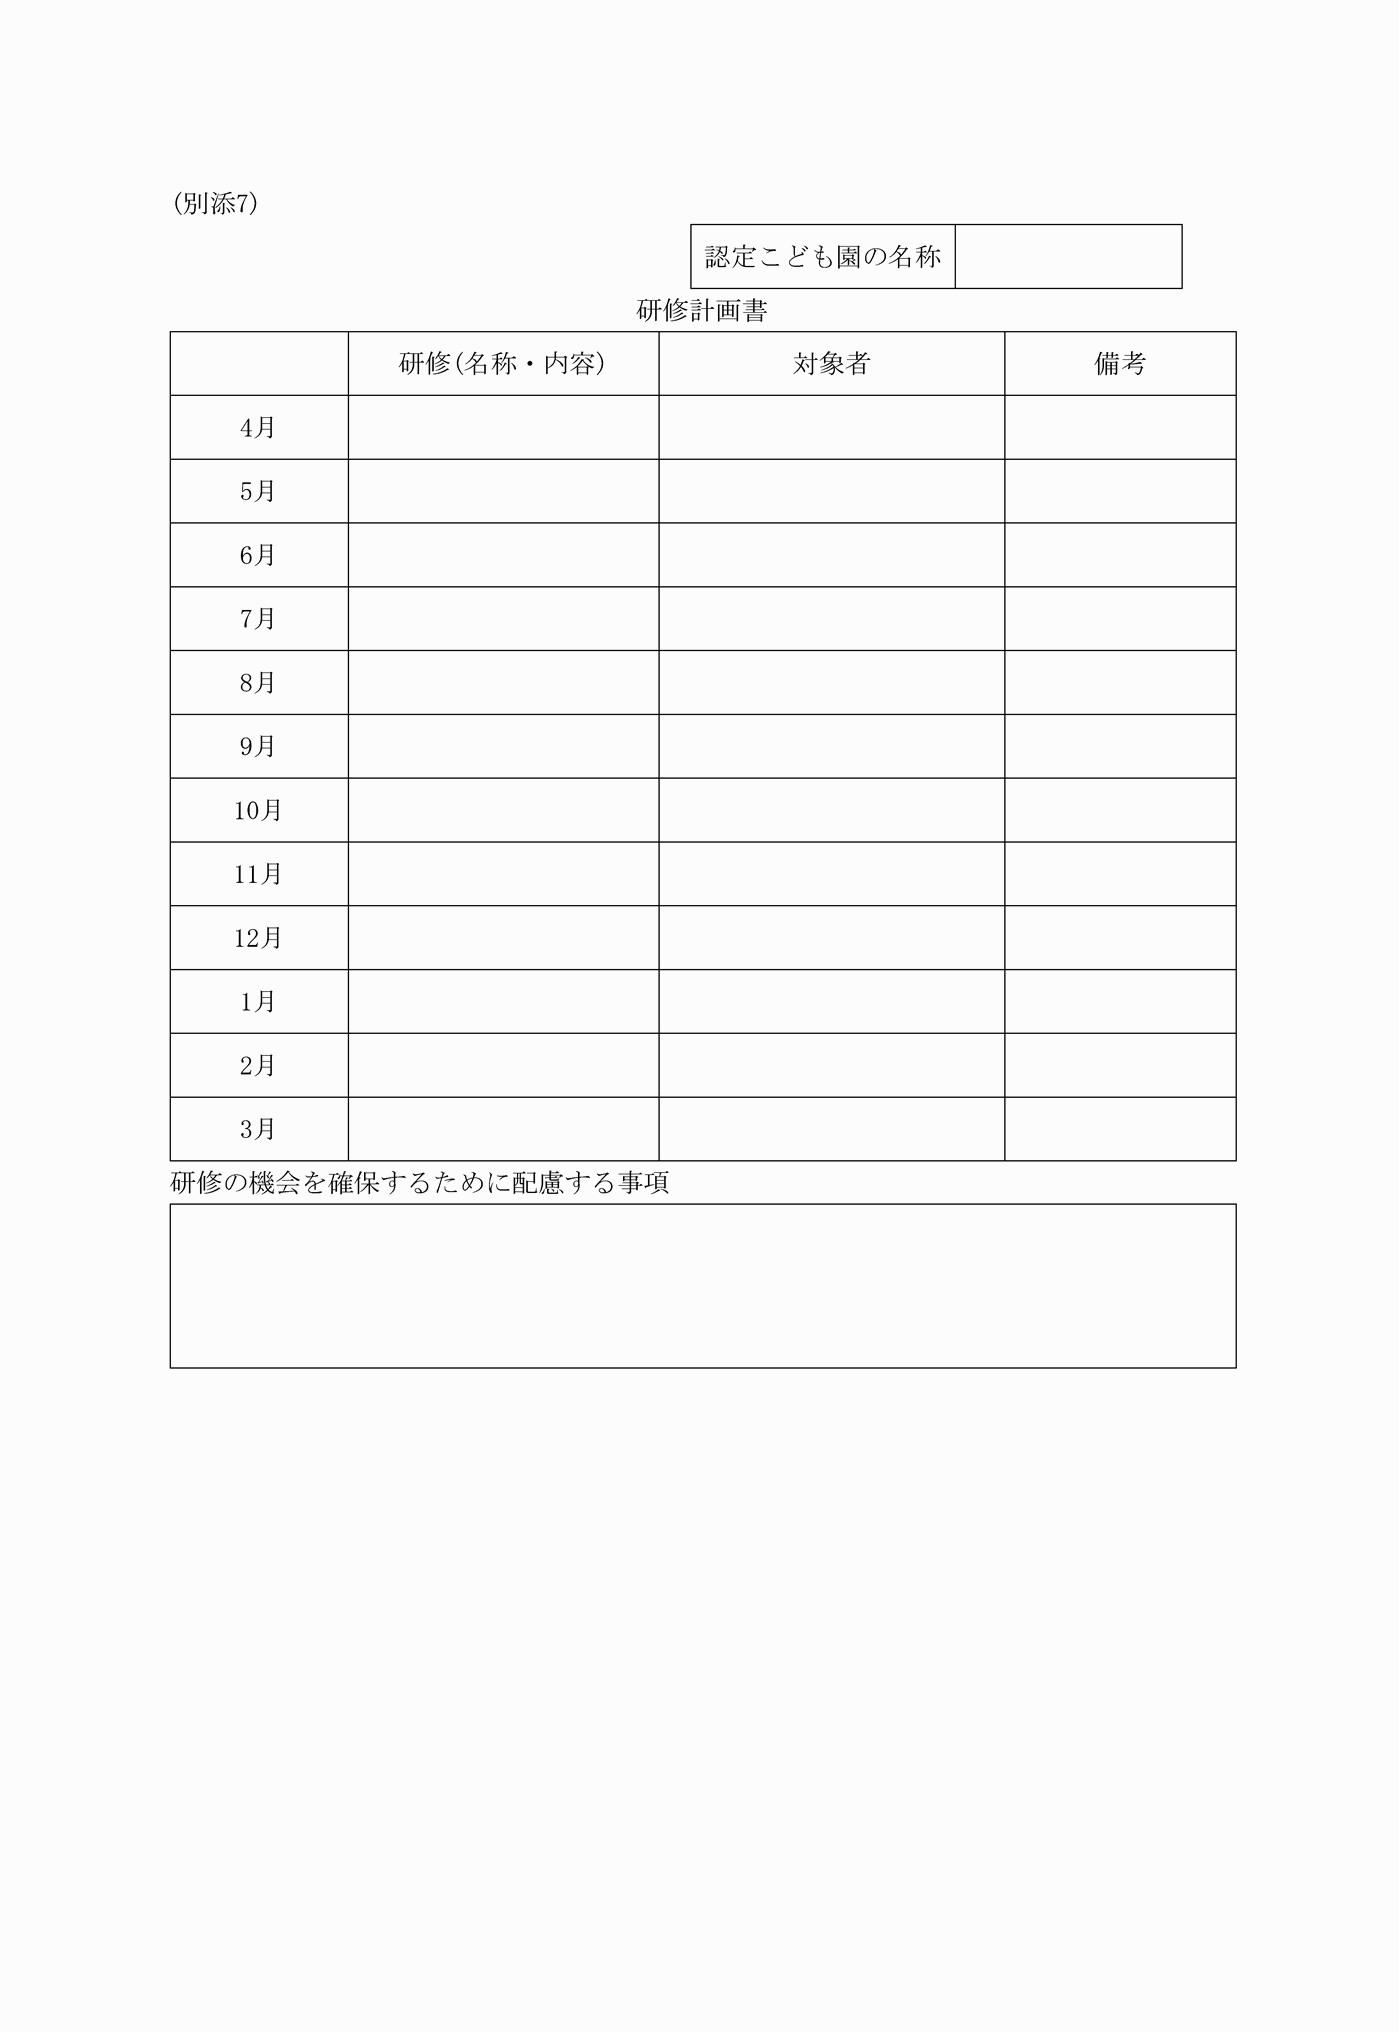 (別添7)
認定こども園の名称
研修計画書
研修(名称・内容) 対象者 備考
4月
5月
6月
7月
8月
9月
10月
11月
12月
1月
2月
3月
研修の機会を確保するために配慮する事項